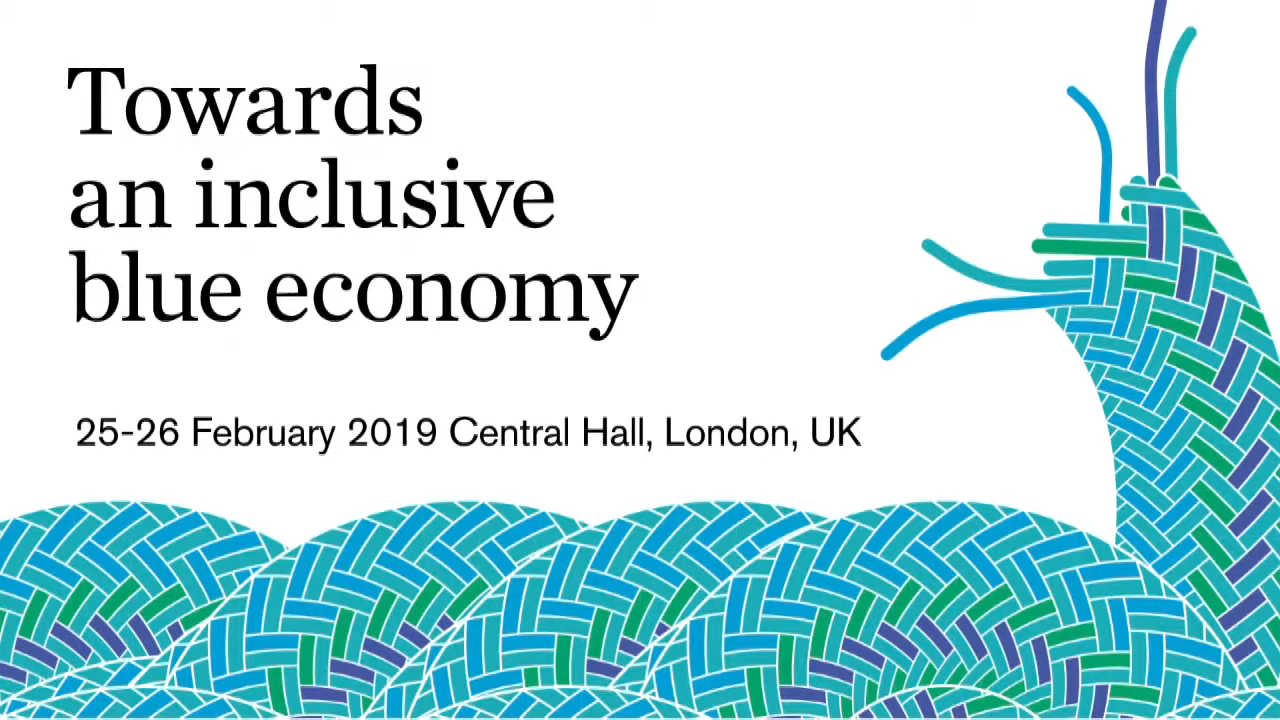 Towards
an inclusive
blue economy
25-26 February 2019 Central Hall, London, UK